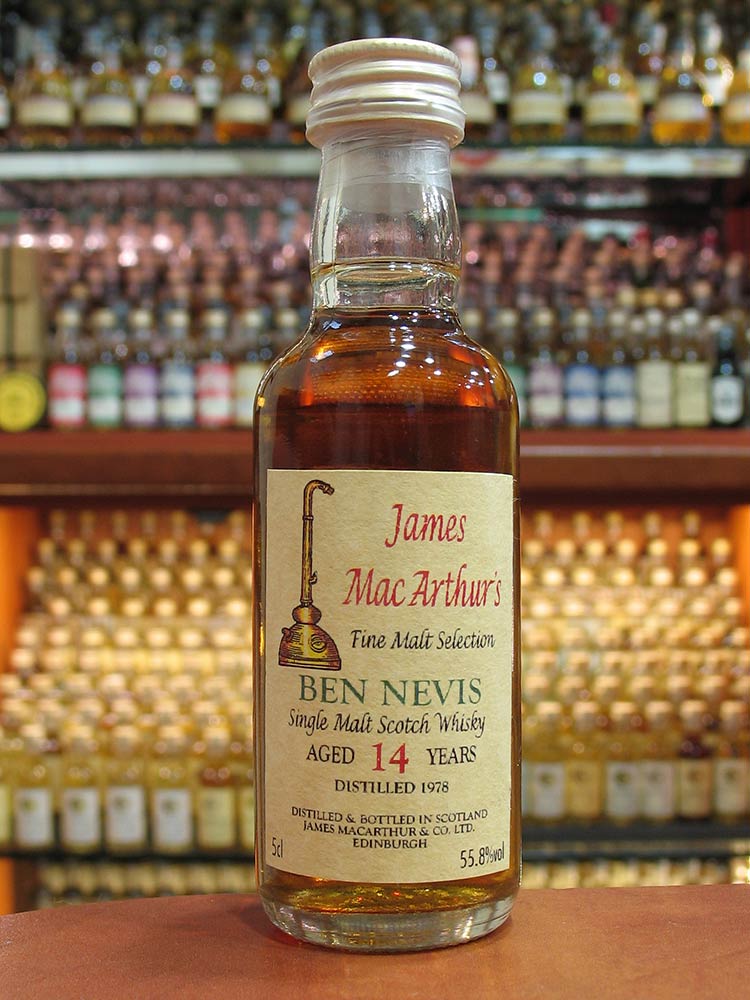 James
MacArthur's
Fine Malt Selection
BEN NEVIS
Single Malt Scotch Whisky
AGED 14 YEARS
DISTILLED 1978
DISTILLED & BOTTLED IN SCOTLAND
JAMES MACARTHUR & CO. LTD.
EDINBURGH
5cl 55.8%vol